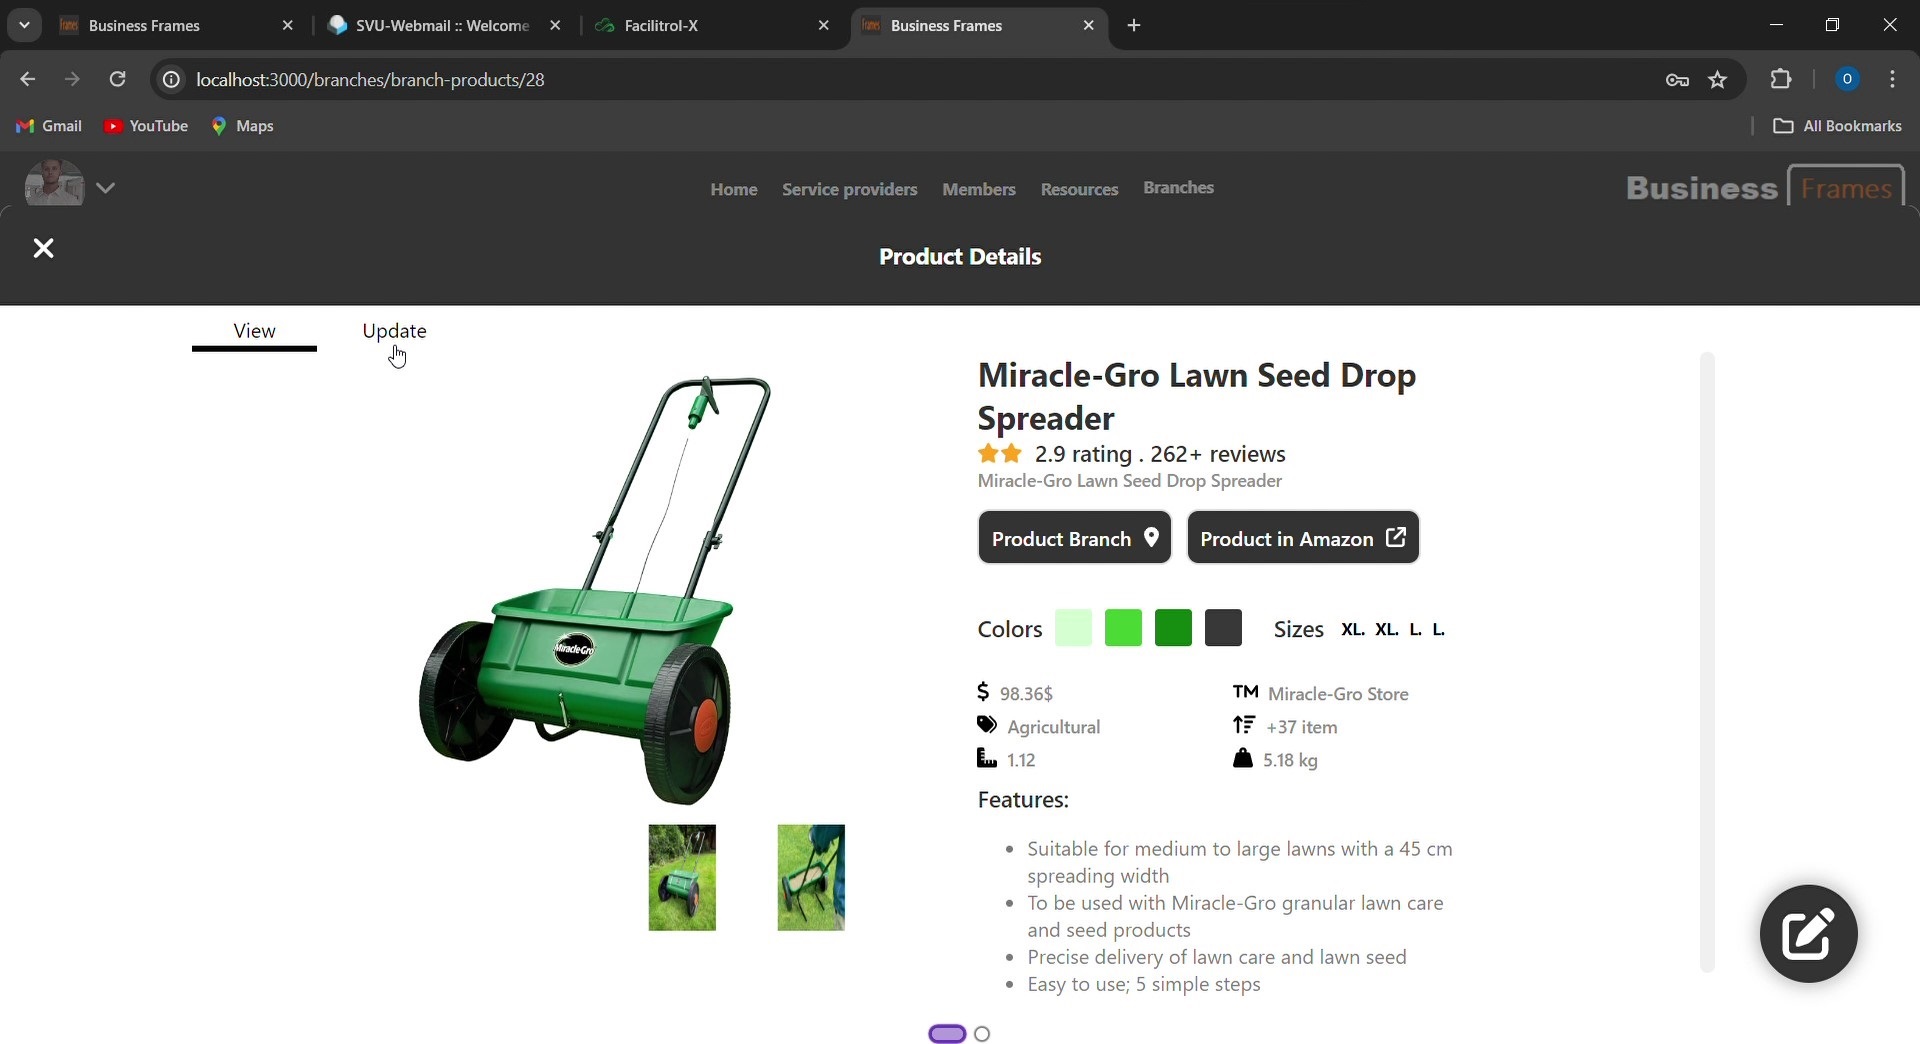 Business Frames
SVU-Webmail :: Welcome
Facilitrol-X
Business Frames
localhost:3000/branches/branch-products/28
O
Gmail
YouTube
Maps
All Bookmarks
Home
Service providers
Members
Resources
Branches
Business Frames
Product Details
View
Update
Miracle-Gro Lawn Seed Drop
Spreader
2.9 rating . 262+ reviews
Miracle-Gro Lawn Seed Drop Spreader
Product Branch
Product in Amazon
Colors
Sizes XL. XL. L. L.
$ 98.36$
TM Miracle-Gro Store
Agricultural
+37 item
1.12
5.18 kg
Features:
• Suitable for medium to large lawns with a 45 cm
spreading width
• To be used with Miracle-Gro granular lawn care
and seed products
• Precise delivery of lawn care and lawn seed
• Easy to use; 5 simple steps
Miracle-Gro